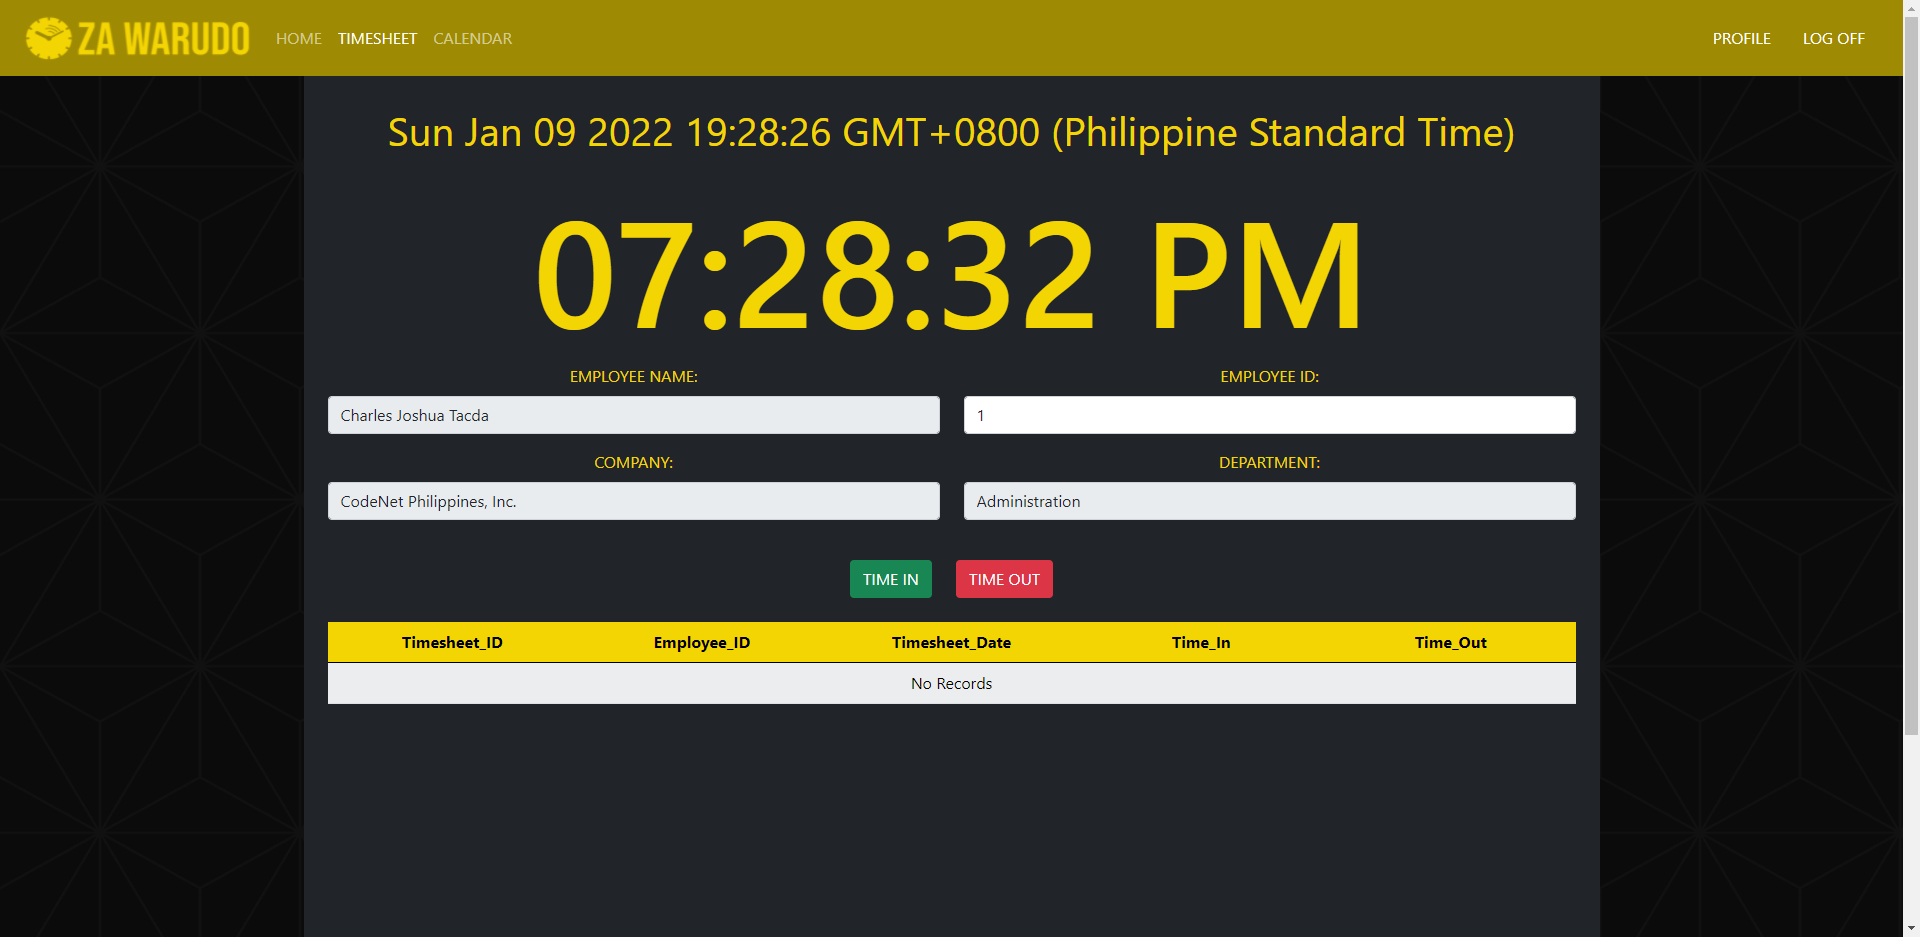 ZA WARUDO HOME TIMESHEET CALENDAR PROFILE LOG OFF
Sun Jan 09 2022 19:28:26 GMT+0800 (Philippine Standard Time)
07:28:32 PM
EMPLOYEE NAME: EMPLOYEE ID:
Charles Joshua Tacda 1
COMPANY: DEPARTMENT:
CodeNet Philippines, Inc. Administration
TIME IN TIME OUT
Timesheet_ID Employee_ID Timesheet_Date Time_In Time_Out
No Records